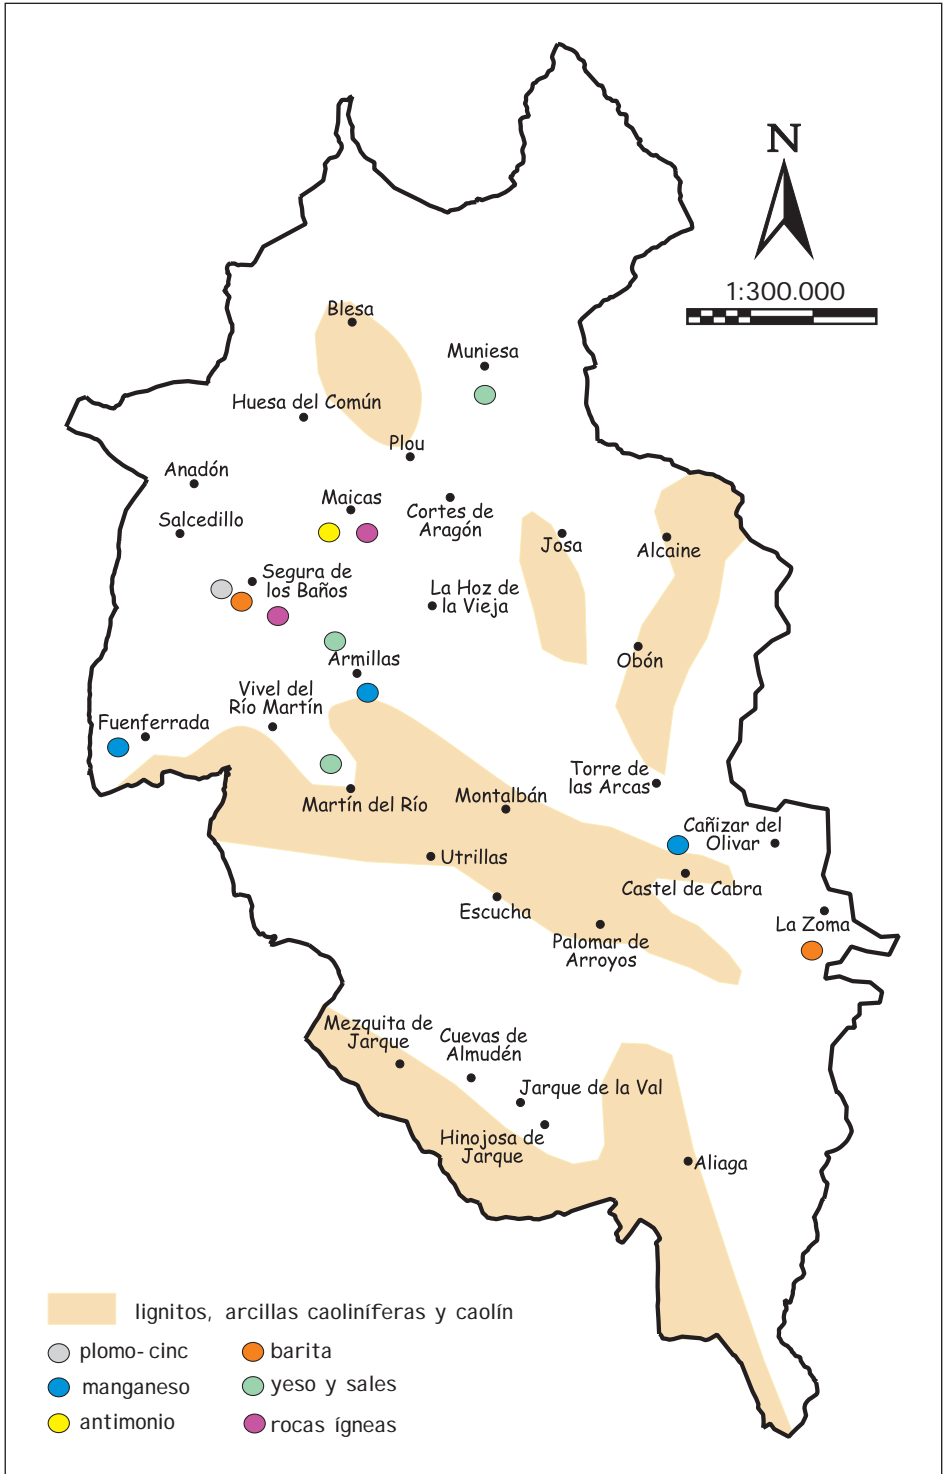 N
1:300.000
Blesa
Muniesa
Huesa del Común
Plou
Anadón
Maicas
Cortes de
Aragón
Salcedillo
Josa
Alcaine
Segura de
los Baños
La Hoz de
la Vieja
Obón
Armillas
Vivel del
Río Martín
Fuenferrada
Torre de
las Arcas
Martín del Río
Montalbán
Cañizar del
Olivar
Utrillas
Castel de Cabra
Escucha
La Zoma
Palomar de
Arroyos
Mezquita de
Jarque
Cuevas de
Almudén
Jarque de la Val
Hinojosa de
Jarque
Aliaga
lignitos, arcillas caoliníferas y caolín
plomo-cinc
barita
manganeso
yeso y sales
antimonio
rocas ígneas